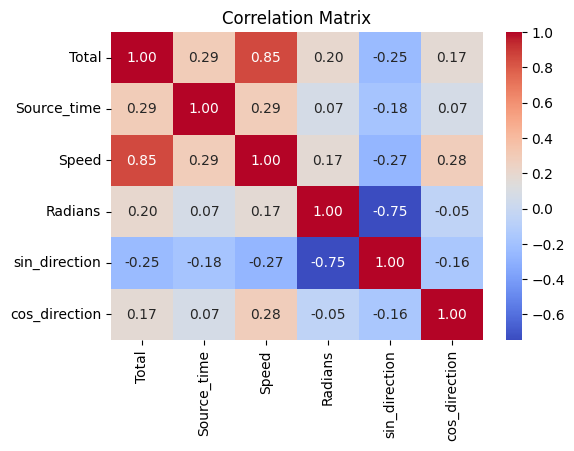 Correlation Matrix
Total 1.00 0.29 0.85 0.20 -0.25 0.17
Source_time 0.29 1.00 0.29 0.07 -0.18 0.07
Speed 0.85 0.29 1.00 0.17 -0.27 0.28
Radians 0.20 0.07 0.17 1.00 -0.75 -0.05
sin_direction -0.25 -0.18 -0.27 -0.75 1.00 -0.16
cos_direction 0.17 0.07 0.28 -0.05 -0.16 1.00
Total
Source_time
Speed
Radians
sin_direction
cos_direction
1.0
0.8
0.6
0.4
0.2
0.0
−0.2
−0.4
−0.6